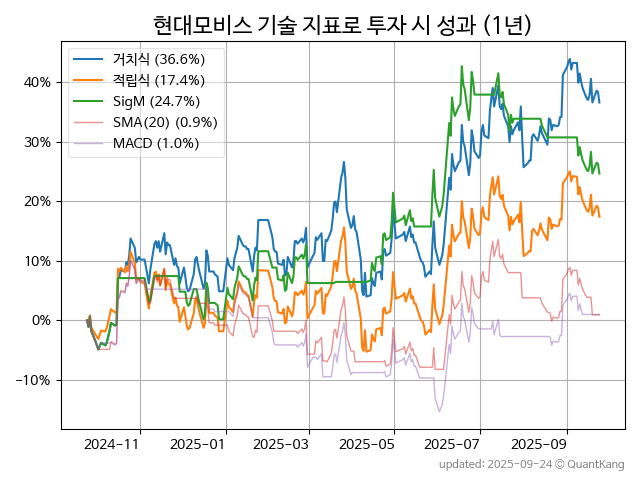 현대모비스 기술 지표로 투자 시 성과 (1년)
거치식 (36.6%)
적립식 (17.4%)
SigM (24.7%)
SMA(20) (0.9%)
MACD (1.0%)
40%
30%
20%
10%
0%
−10%
2024-11
2025-01
2025-03
2025-05
2025-07
2025-09
updated: 2025-09-24 © QuantKang